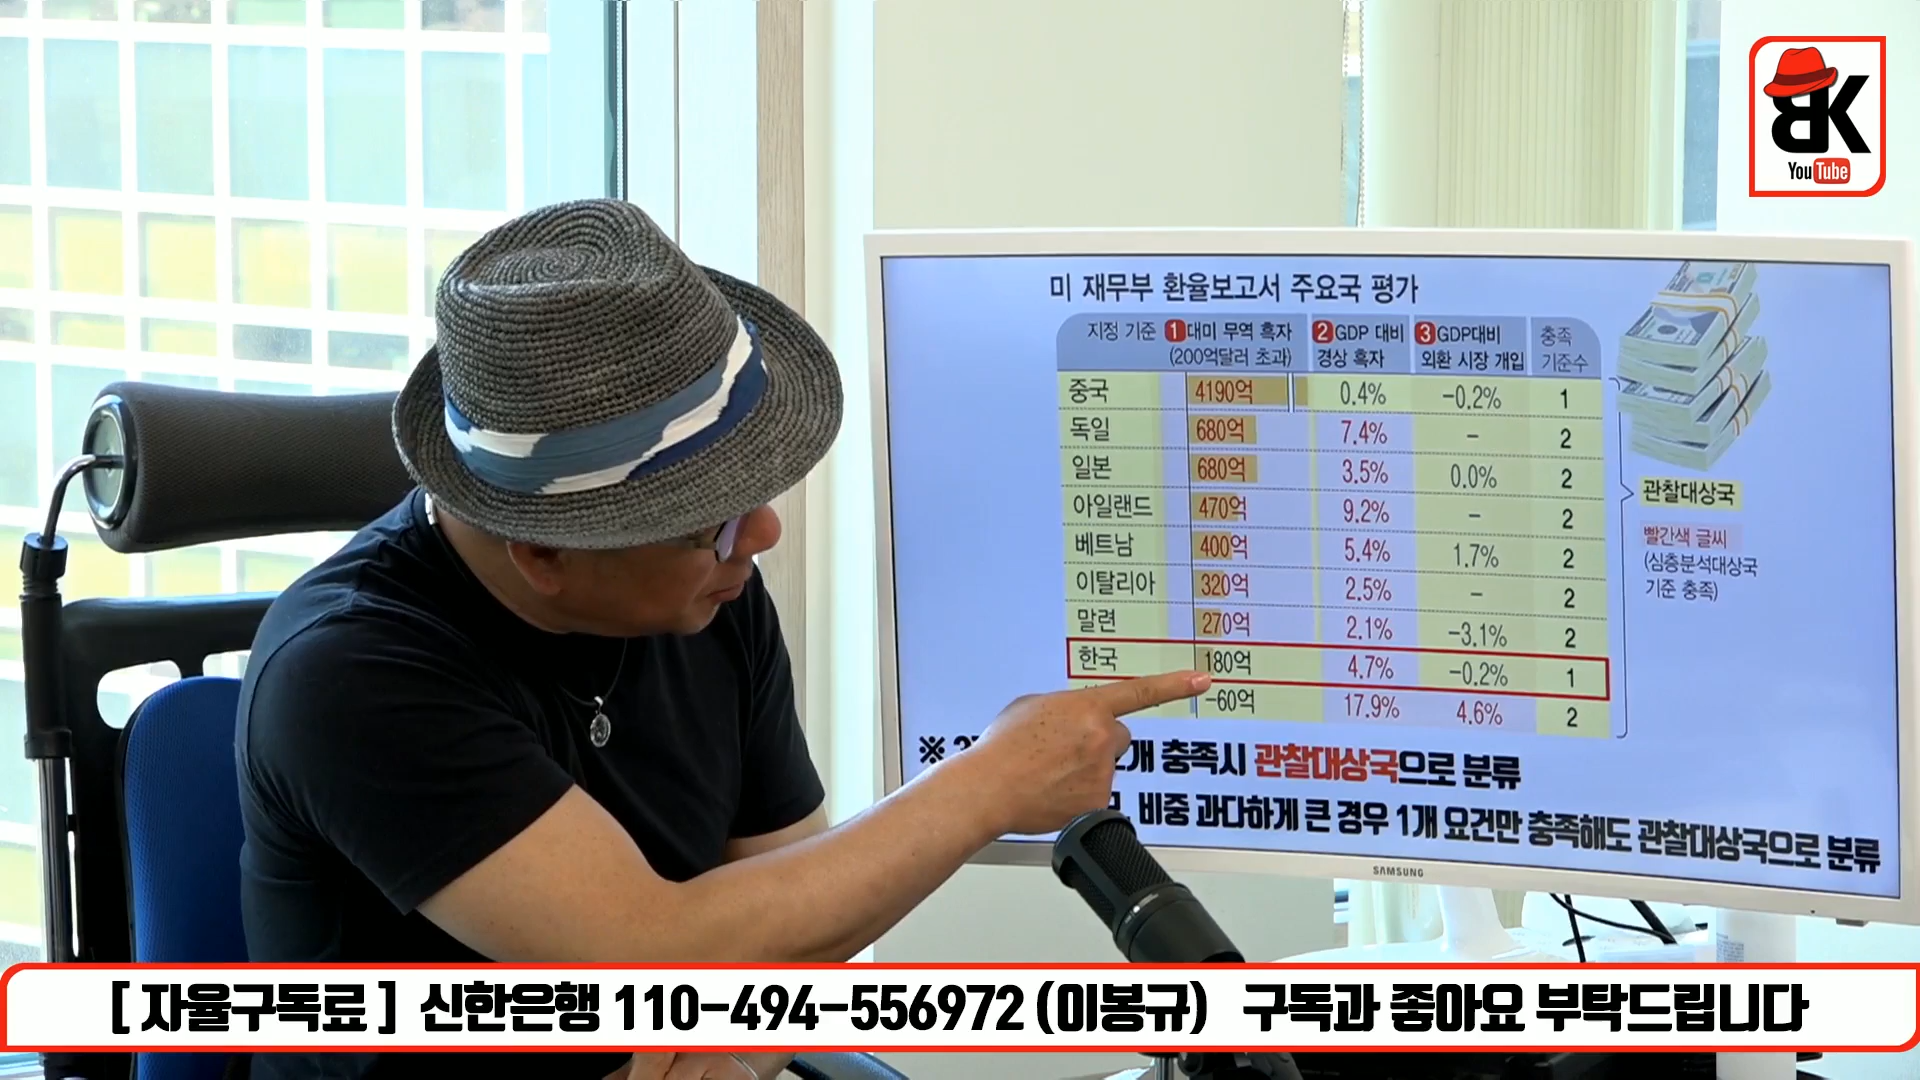 BK
YouTube
미 재무부 환율보고서 주요국 평가
지정 기준 1 대미 무역 흑자 (200억달러 초과) 2 GDP 대비 경상 흑자 3 GDP대비 외환 시장 개입 충족 기준수
중국 4190억 0.4% -0.2% 1
독일 680억 7.4% - 2
일본 680억 3.5% 0.0% 2
아일랜드 470억 9.2% - 2
베트남 400억 5.4% 1.7% 2
이탈리아 320억 2.5% - 2
말련 270억 2.1% -3.1% 2
한국 180억 4.7% -0.2% 1
-60억 17.9% 4.6% 2
관찰대상국
빨간색 글씨
(심층분석대상국
기준 충족)
※ 충족시 관찰대상국으로 분류
비중 과다하게 큰 경우 1개 요건만 충족해도 관찰대상국으로 분류
SAMSUNG
[ 자율구독료 ] 신한은행 110-494-556972 (이봉규) 구독과 좋아요 부탁드립니다